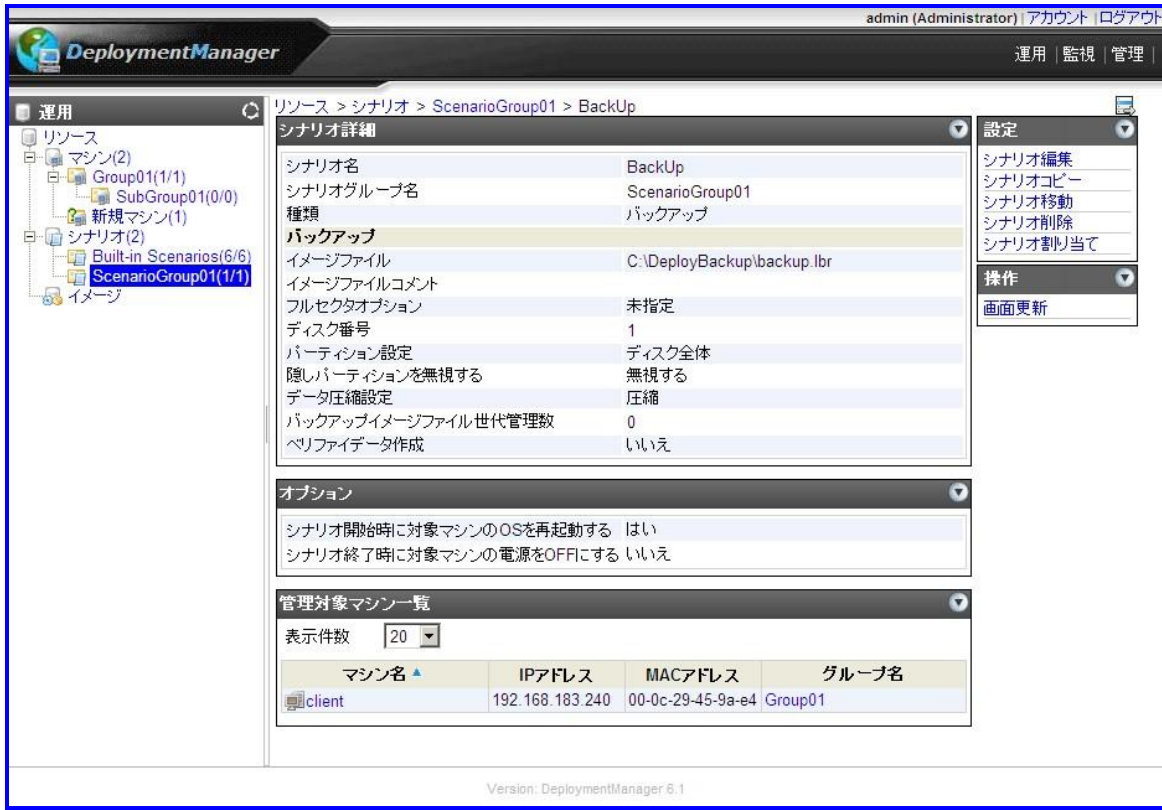 admin (Administrator) | アカウント | ログアウト
DeploymentManager
運用 | 監視 | 管理 |
運用
リソース
マシン(2)
Group01(1/1)
SubGroup01(0/0)
新規マシン(1)
シナリオ(2)
Built-in Scenarios(6/6)
ScenarioGroup01(1/1)
イメージ
リソース > シナリオ > ScenarioGroup01 > BackUp
シナリオ詳細
シナリオ名 BackUp
シナリオグループ名 ScenarioGroup01
種類 バックアップ
バックアップ
イメージファイル C:\DeployBackup\backup.lbr
イメージファイルコメント
フルセクタオプション 未指定
ディスク番号 1
パーティション設定 ディスク全体
隠しパーティションを無視する 無視する
データ圧縮設定 圧縮
バックアップイメージファイル世代管理数 0
ベリファイデータ作成 いいえ
オプション
シナリオ開始時に対象マシンのOSを再起動する はい
シナリオ終了時に対象マシンの電源をOFFにする いいえ
管理対象マシン一覧
表示件数 20
マシン名 IPアドレス MACアドレス グループ名
client 192.168.183.240 00-0c-29-45-9a-e4 Group01
設定
シナリオ編集
シナリオコピー
シナリオ移動
シナリオ削除
シナリオ割り当て
操作
画面更新
Version: DeploymentManager 6.1